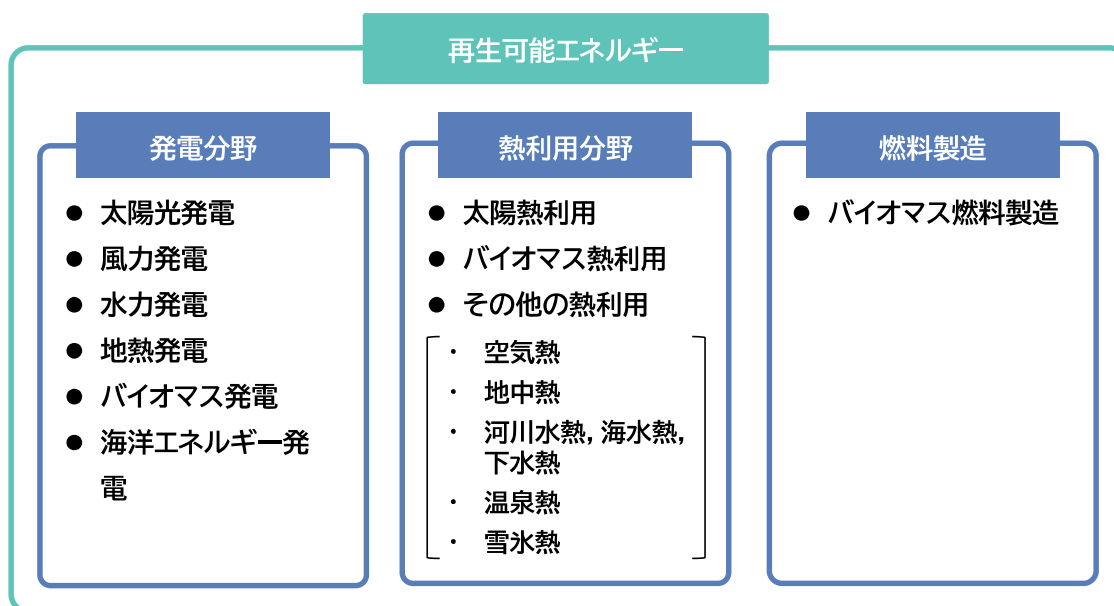 再生可能エネルギー
発電分野
● 太陽光発電
● 風力発電
● 水力発電
● 地熱発電
● バイオマス発電
● 海洋エネルギー発
電
熱利用分野
● 太陽熱利用
● バイオマス熱利用
● その他の熱利用
・ 空気熱
・ 地中熱
・ 河川水熱, 海水熱,
下水熱
・ 温泉熱
・ 雪氷熱
燃料製造
● バイオマス燃料製造